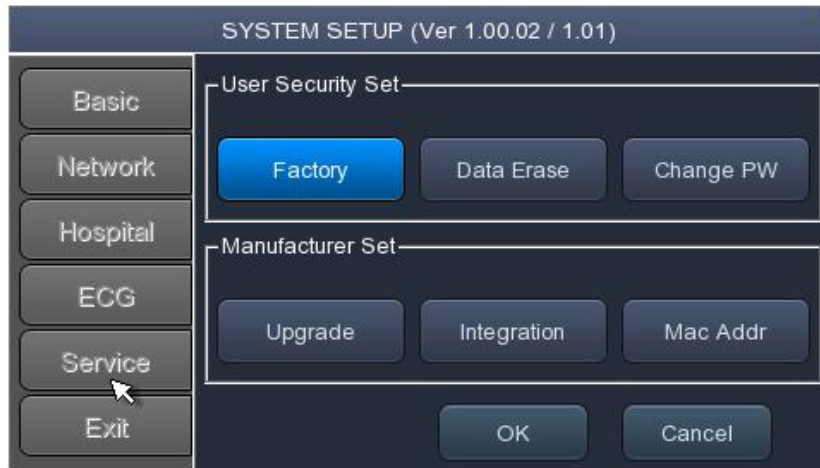 SYSTEM SETUP (Ver 1.00.02 / 1.01)
Basic
Network
Hospital
ECG
Service
Exit
User Security Set
Factory
Data Erase
Change PW
Manufacturer Set
Upgrade
Integration
Mac Addr
OK
Cancel